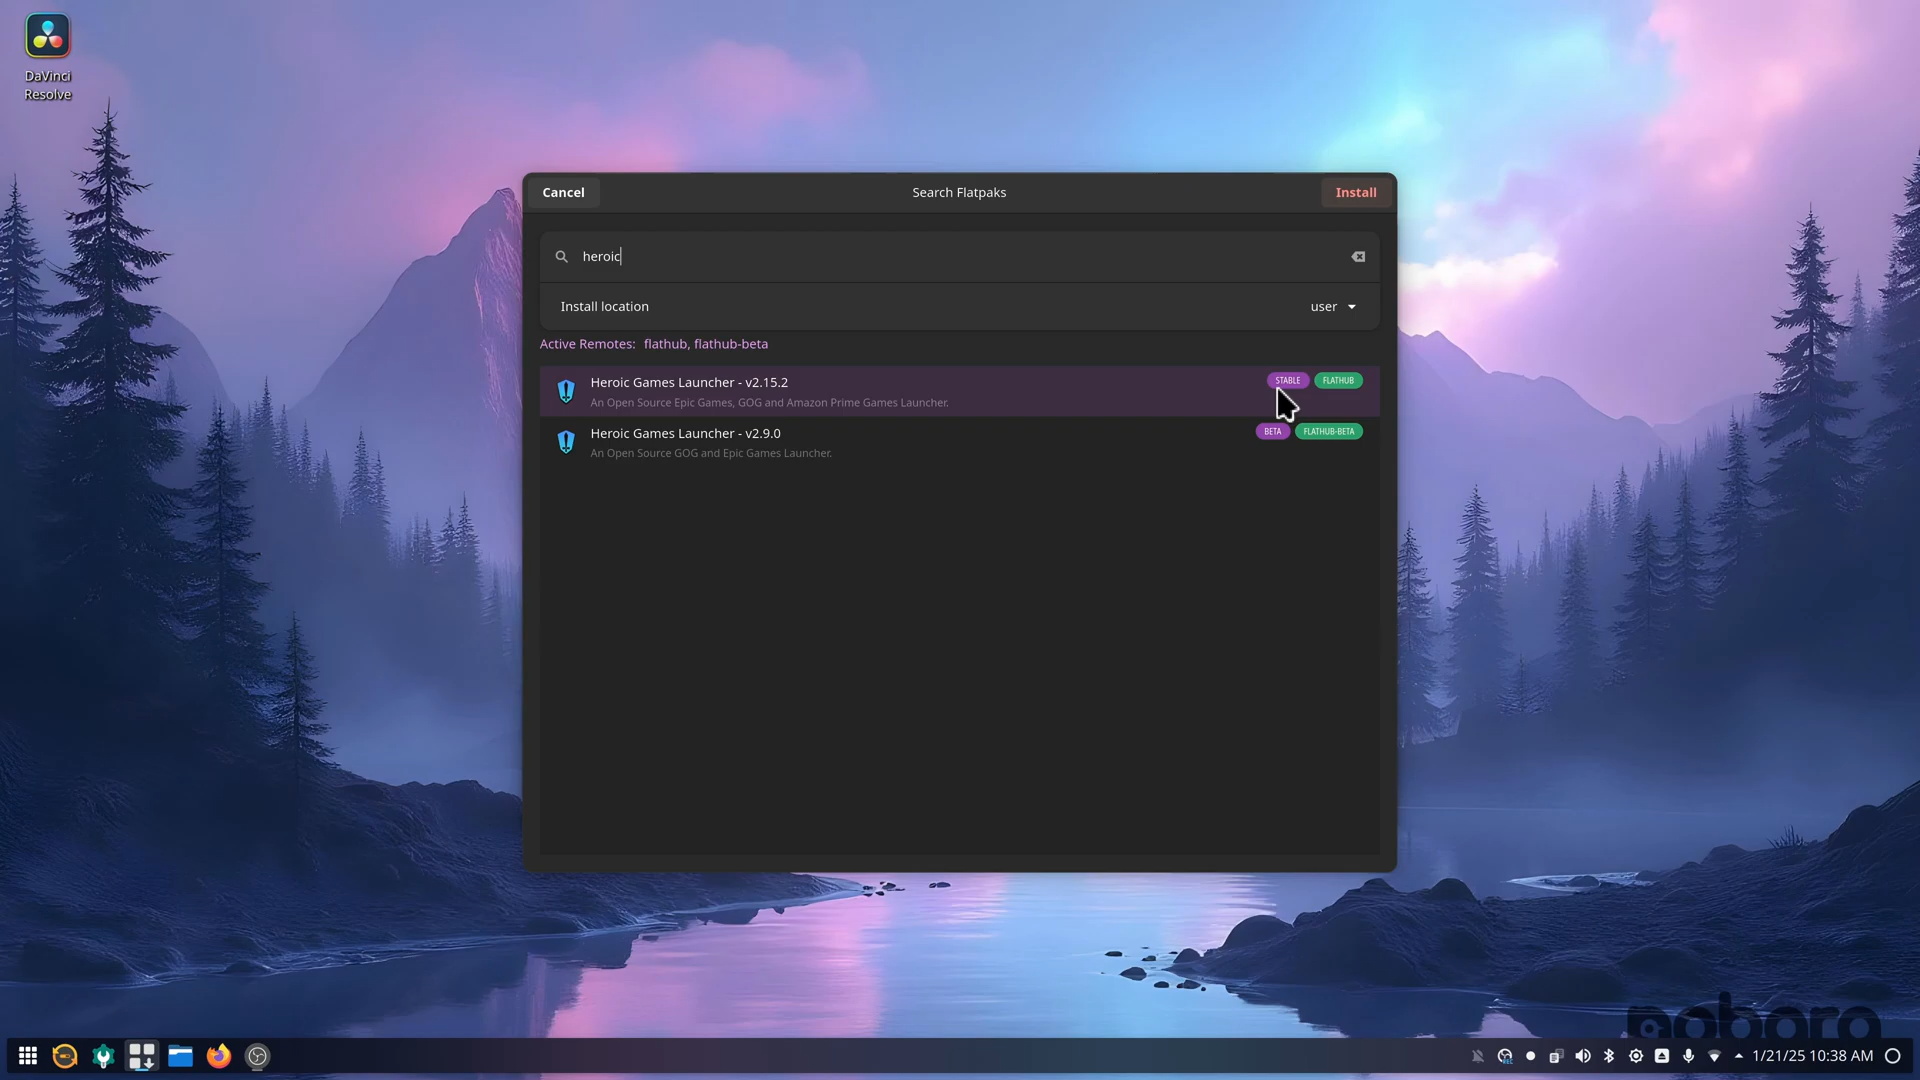 DaVinci
Resolve
Cancel
Search Flatpaks
Install
heroic
Install location
user
Active Remotes: flathub, flathub-beta
Heroic Games Launcher - v2.15.2
STABLE
FLATHUB
An Open Source Epic Games, GOG and Amazon Prime Games Launcher.
Heroic Games Launcher - v2.9.0
BETA
FLATHUB-BETA
An Open Source GOG and Epic Games Launcher.
nobara
1/21/25 10:38 AM